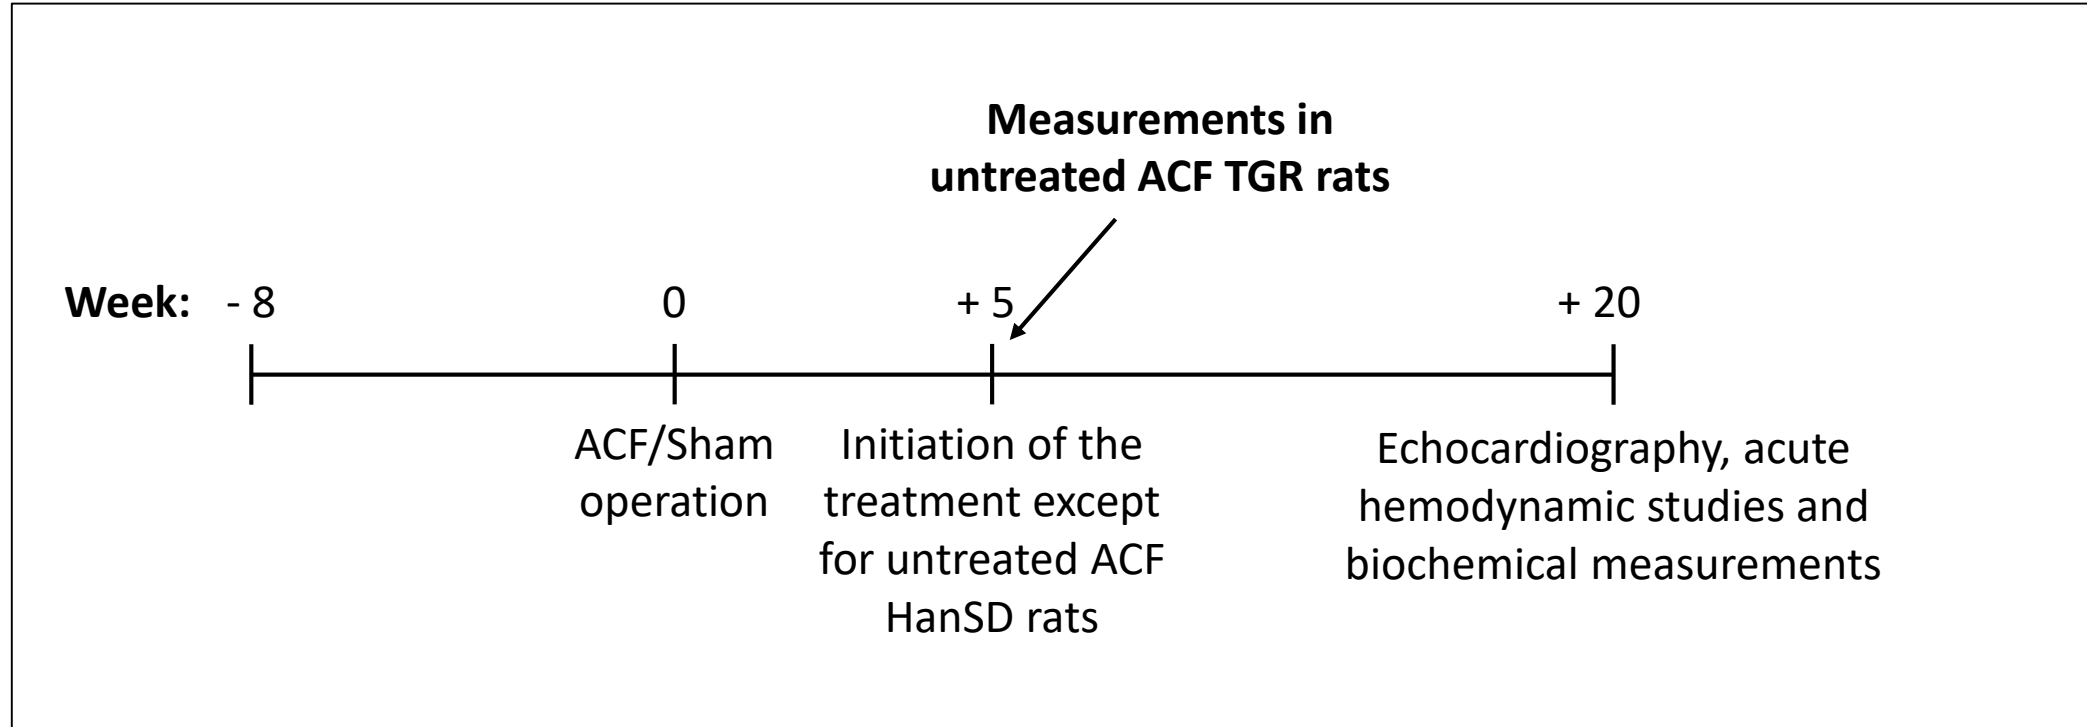 Measurements in
untreated ACF TGR rats
Week: - 8 0 + 5 + 20
ACF/Sham
operation
Initiation of the
treatment except
for untreated ACF
HanSD rats
Echocardiography, acute
hemodynamic studies and
biochemical measurements